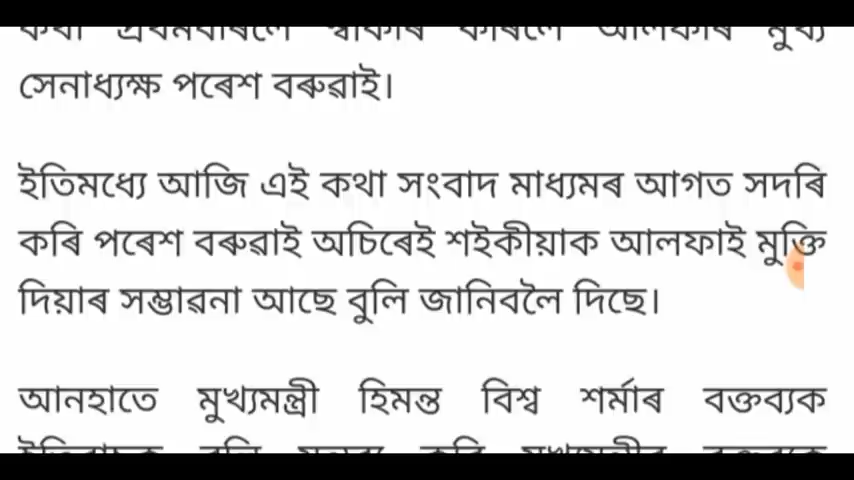 সেনাধ্যক্ষ পৰেশ বৰুৱাই।
ইতিমধ্যে আজি এই কথা সংবাদ মাধ্যমৰ আগত সদৰি
কৰি পৰেশ বৰুৱাই অচিৰেই শইকীয়াক আলফাই মুক্তি
দিয়াৰ সম্ভাৱনা আছে বুলি জানিবলৈ দিছে।
আনহাতে মুখ্যমন্ত্ৰী হিমন্ত বিশ্ব শৰ্মাৰ বক্তব্যক